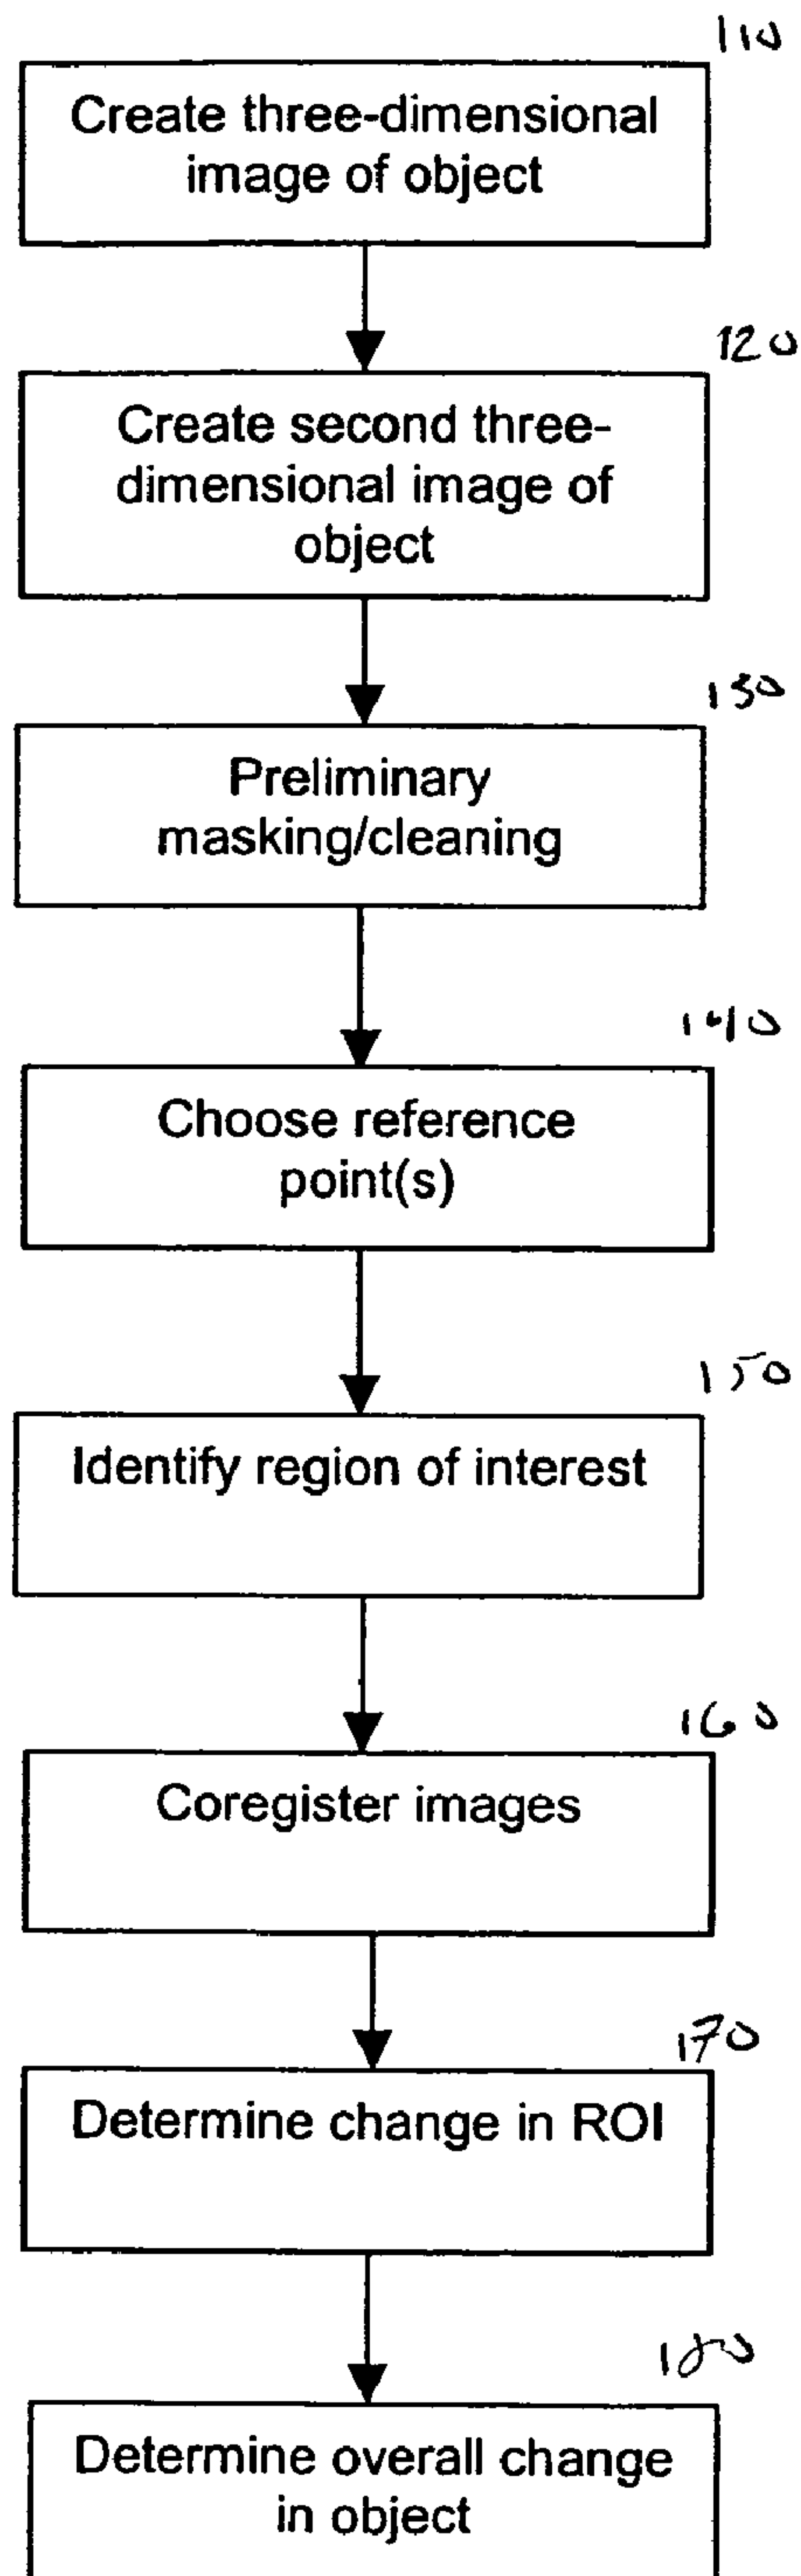 110
Create three-dimensional
image of object
120
Create second three-
dimensional image of
object
130
Preliminary
masking/cleaning
140
Choose reference
point(s)
150
Identify region of interest
160
Coregister images
170
Determine change in ROI
180
Determine overall change
in object